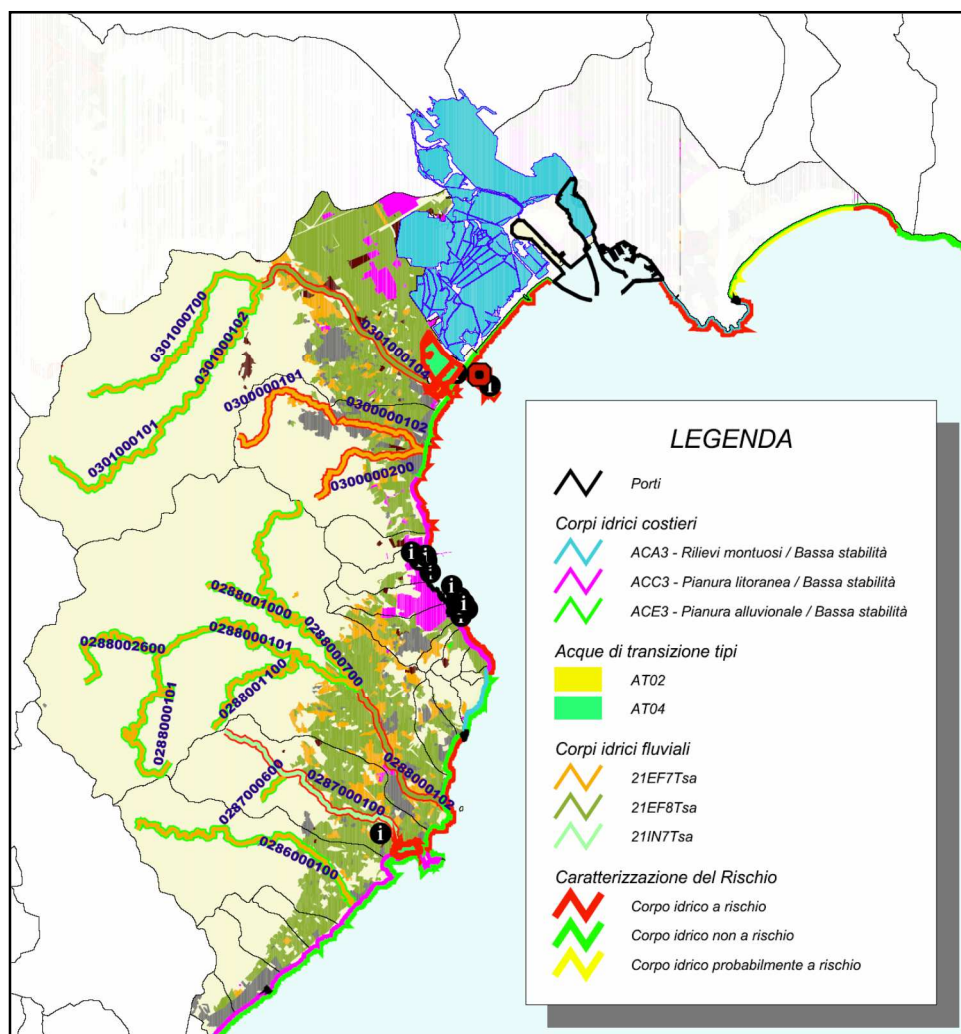 0301000700
0301000102
0301000104
0300000101
0300000102
0301000101
0300000200
0288001000
0288000101
0288002600
0288000700
0288001100
0288000101
0288000102
0287000600
0287000100
0286000100
i
i
i
i
i
i
i
LEGENDA
Porti
Corpi idrici costieri
ACA3 - Rilievi montuosi / Bassa stabilità
ACC3 - Pianura litoranea / Bassa stabilità
ACE3 - Pianura alluvionale / Bassa stabilità
Acque di transizione tipi
AT02
AT04
Corpi idrici fluviali
21EF7Tsa
21EF8Tsa
21IN7Tsa
Caratterizzazione del Rischio
Corpo idrico a rischio
Corpo idrico non a rischio
Corpo idrico probabilmente a rischio